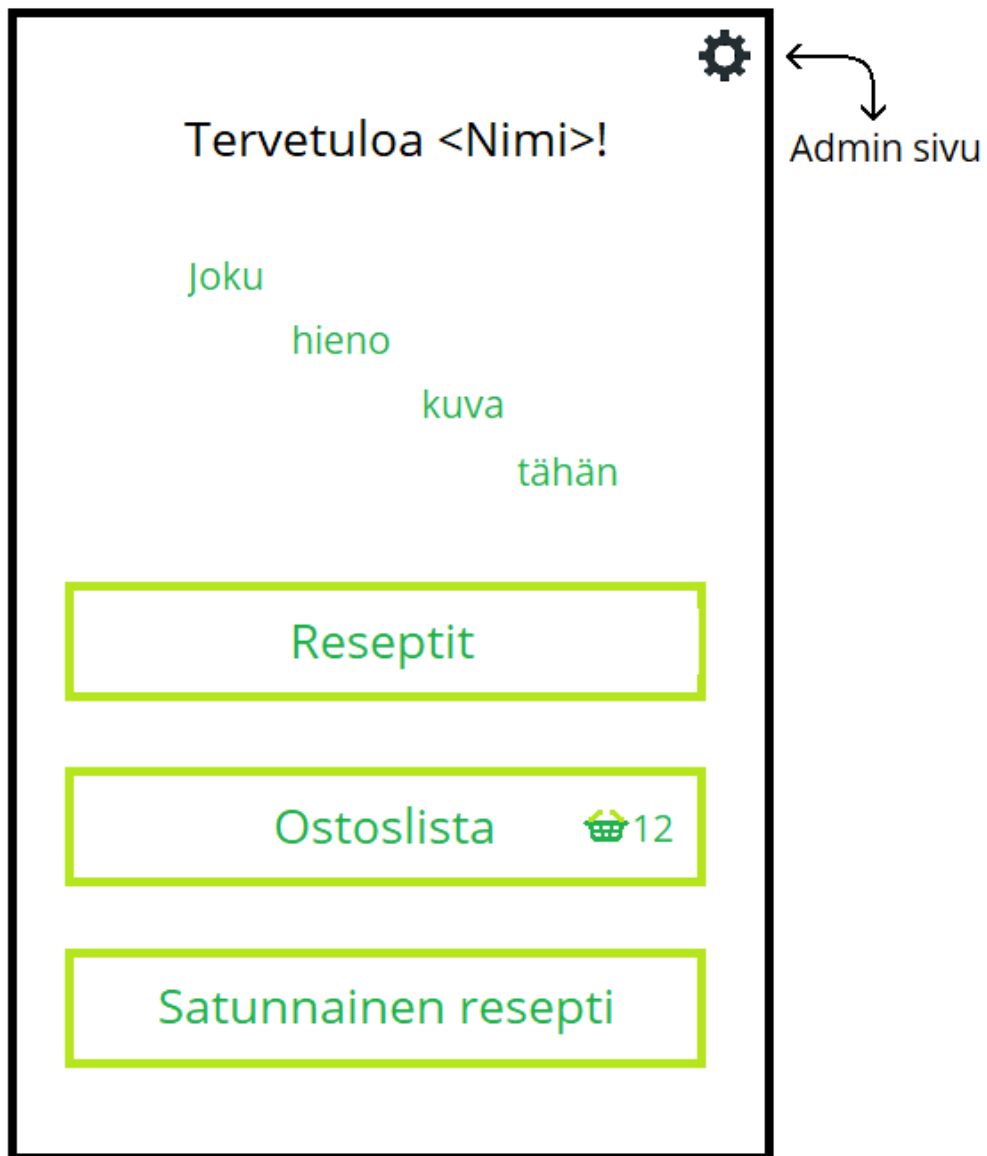 Tervetuloa <Nimi>!
Admin sivu
Joku
hieno
kuva
tähän
Reseptit
Ostoslista 12
Satunnainen resepti